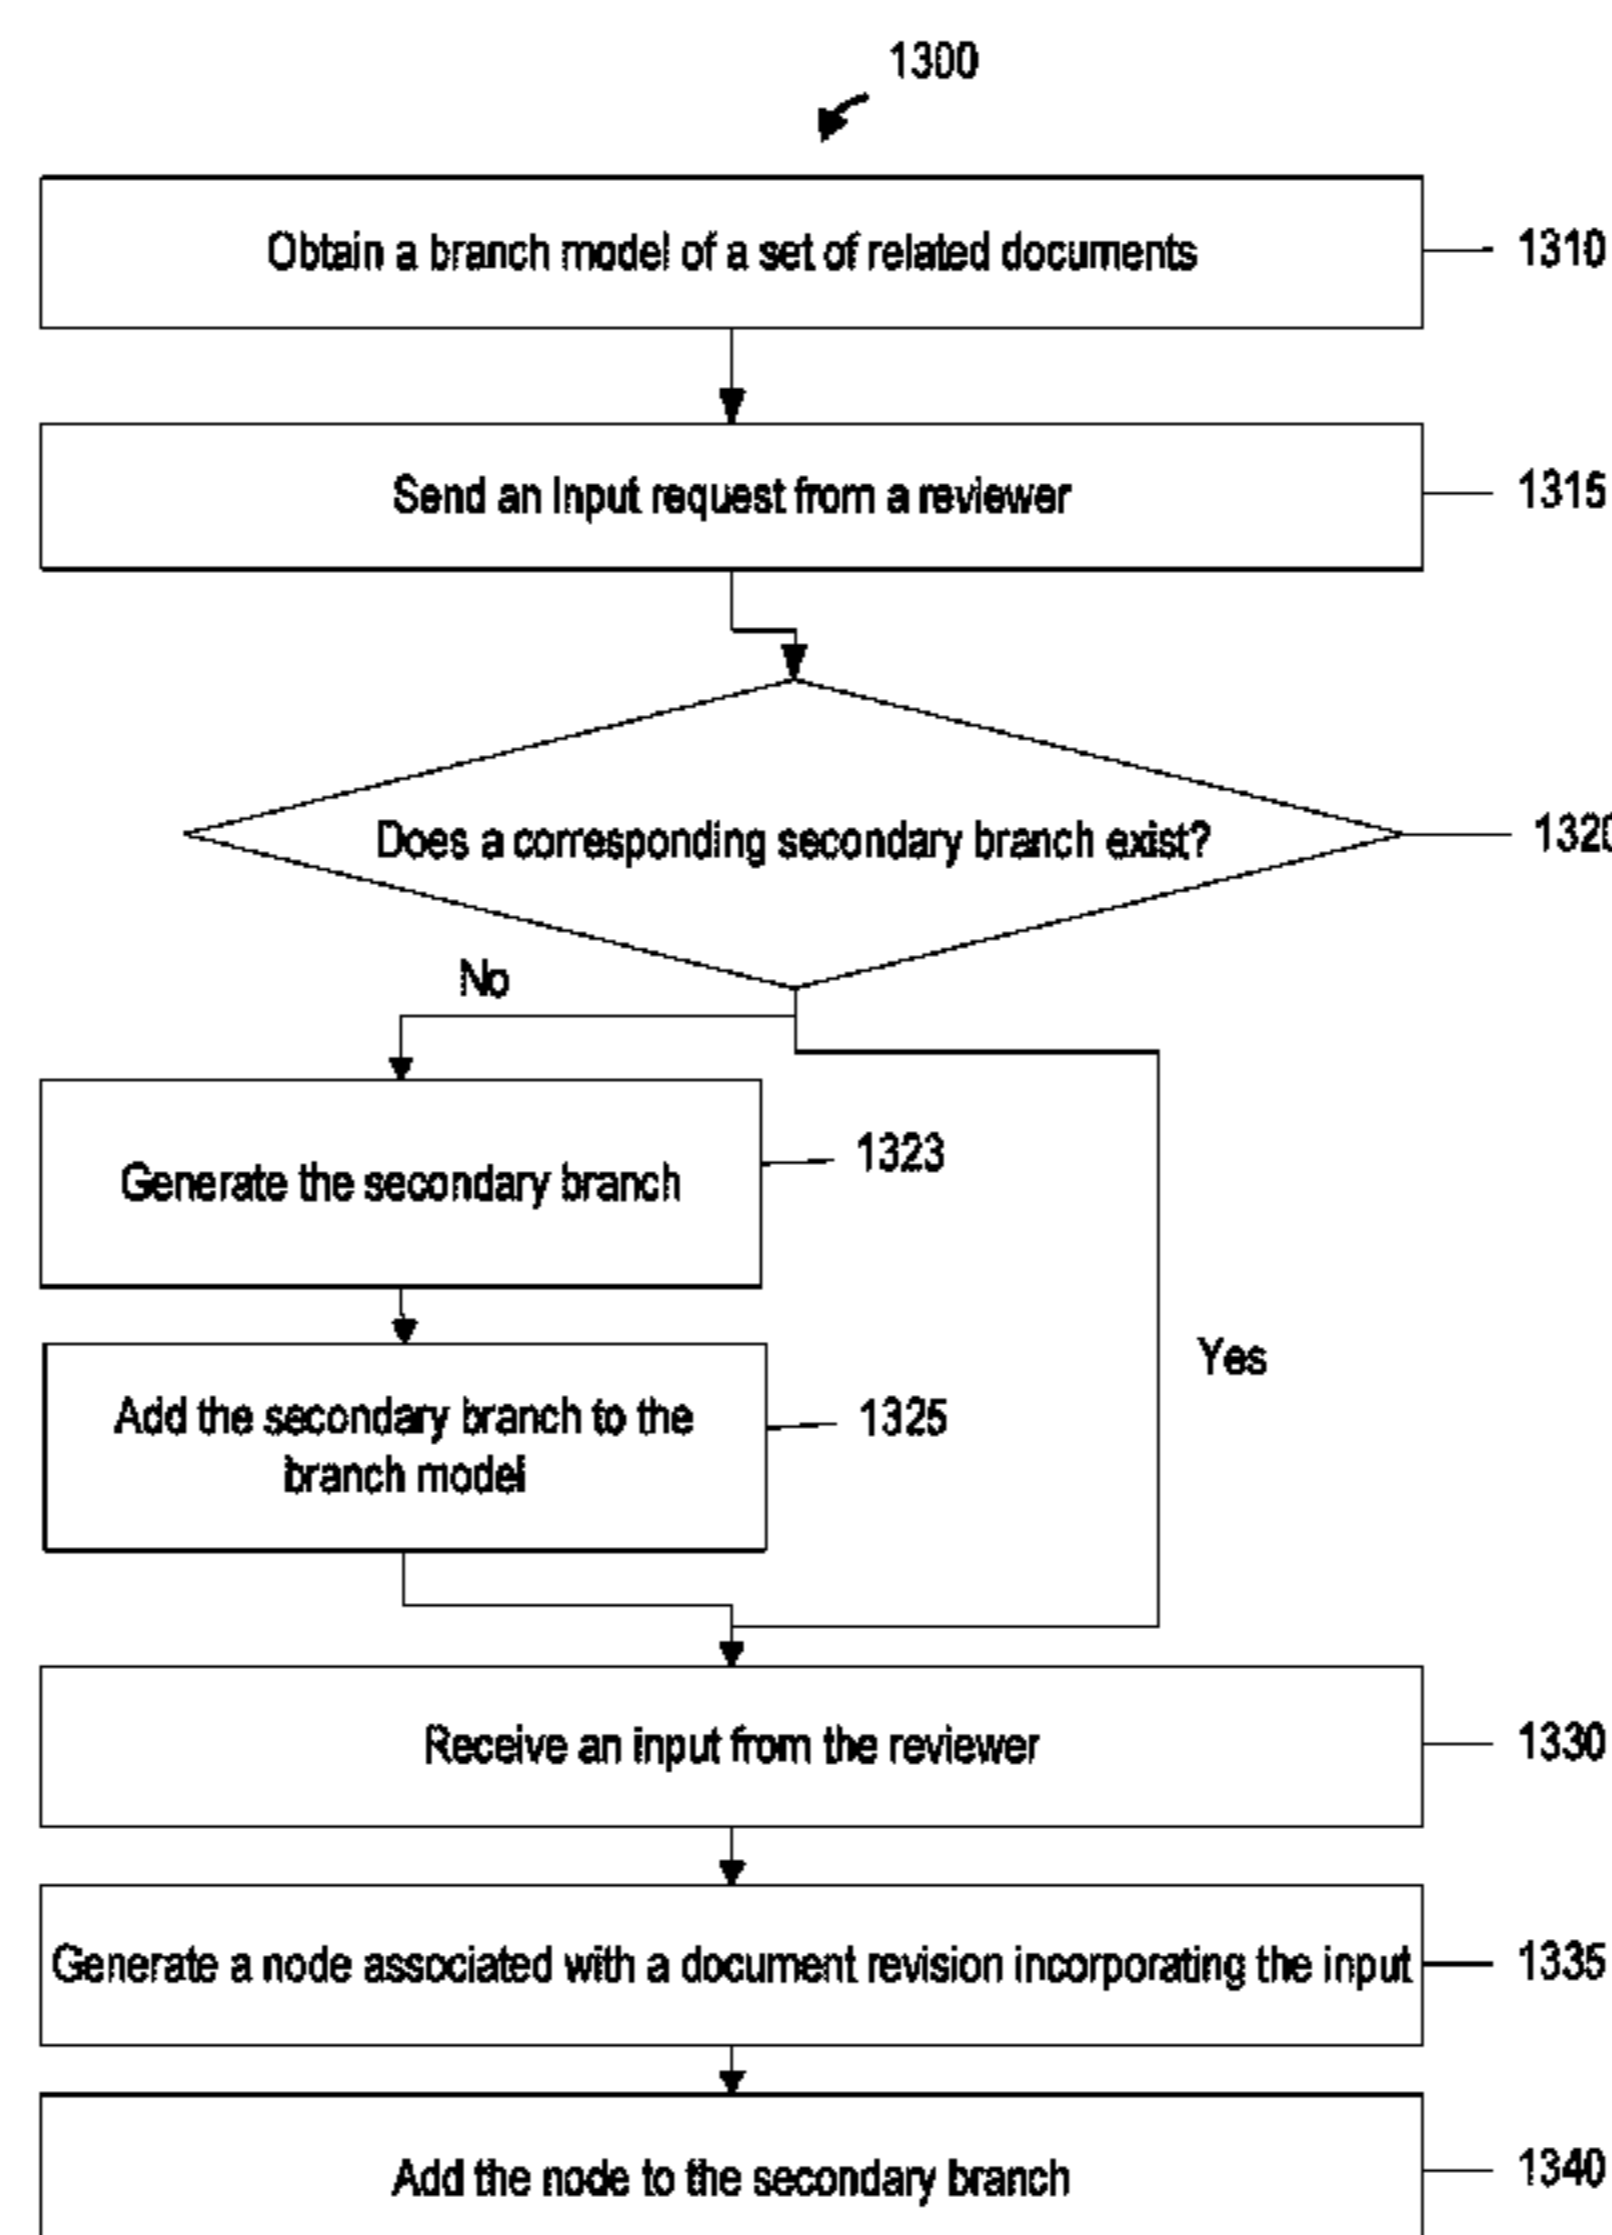 1300
Obtain a branch model of a set of related documents
1310
Send an input request from a reviewer
1315
Does a corresponding secondary branch exist?
1320
No
Generate the secondary branch
1323
Yes
Add the secondary branch to the
branch model
1325
Receive an input from the reviewer
1330
Generate a node associated with a document revision incorporating the input
1335
Add the node to the secondary branch
1340